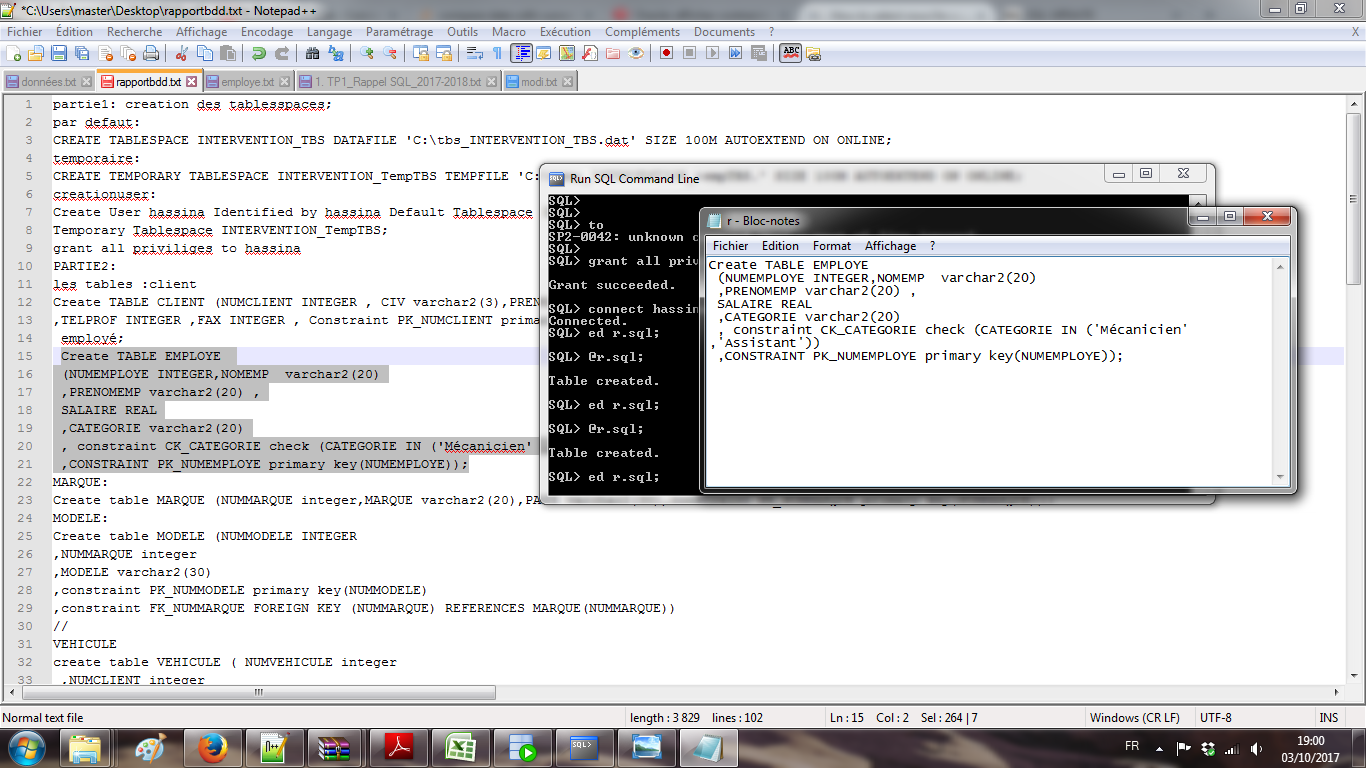 *C:\Users\master\Desktop\rapportbdd.txt - Notepad++
Fichier Édition Recherche Affichage Encodage Langage Paramétrage Outils Macro Exécution Compléments Documents ? X
données.txt rapportbdd.txt employe.txt 1. TP1_Rappel SQL_2017-2018.txt modi.txt
1 partie1: creation des tablesspaces;
2 par defaut:
3 CREATE TABLESPACE INTERVENTION_TBS DATAFILE 'C:\tbs_INTERVENTION_TBS.dat' SIZE 100M AUTOEXTEND ON ONLINE;
4 temporaire:
5 CREATE TEMPORARY TABLESPACE INTERVENTION_TempTBS TEMPFILE 'C:
6 creationuser:
7 Create User hassina Identified by hassina Default Tablespace
8 Temporary Tablespace INTERVENTION_TempTBS;
9 grant all priviliges to hassina
10 PARTIE2:
11 les tables :client
12 Create TABLE CLIENT (NUMCLIENT INTEGER , CIV varchar2(3),PREN
13 ,TELPROF INTEGER ,FAX INTEGER , Constraint PK_NUMCLIENT prima
14 employé;
15 Create TABLE EMPLOYE
16 (NUMEMPLOYE INTEGER,NOMEMP  varchar2(20)
17 ,PRENOMEMP varchar2(20) ,
18 SALAIRE REAL
19 ,CATEGORIE varchar2(20)
20 , constraint CK_CATEGORIE check (CATEGORIE IN ('Mécanicien'
21 ,CONSTRAINT PK_NUMEMPLOYE primary key(NUMEMPLOYE));
22 MARQUE:
23 Create table MARQUE (NUMMARQUE integer,MARQUE varchar2(20),PA
24 MODELE:
25 Create table MODELE (NUMMODELE INTEGER
26 ,NUMMARQUE integer
27 ,MODELE varchar2(30)
28 ,constraint PK_NUMMODELE primary key(NUMMODELE)
29 ,constraint FK_NUMMARQUE FOREIGN KEY (NUMMARQUE) REFERENCES MARQUE(NUMMARQUE))
30 //
31 VEHICULE
32 create table VEHICULE ( NUMVEHICULE integer
33 ,NUMCLIENT integer
Run SQL Command Line
SQL>
SQL>
SQL> to
SP2-0042: unknown c
SQL>
SQL> grant all priv
Grant succeeded.
SQL> connect hassin
Connected.
SQL> ed r.sql;
SQL> @r.sql;
Table created.
SQL> ed r.sql;
SQL> @r.sql;
Table created.
SQL> ed r.sql;
r - Bloc-notes
Fichier Edition Format Affichage ?
Create TABLE EMPLOYE
(NUMEMPLOYE INTEGER,NOMEMP  varchar2(20)
,PRENOMEMP varchar2(20) ,
SALAIRE REAL
,CATEGORIE varchar2(20)
, constraint CK_CATEGORIE check (CATEGORIE IN ('Mécanicien'
,'Assistant'))
,CONSTRAINT PK_NUMEMPLOYE primary key(NUMEMPLOYE));
Normal text file length : 3 829 lines : 102 Ln : 15 Col : 2 Sel : 264 | 7 Windows (CR LF) UTF-8 INS
FR 19:00
03/10/2017